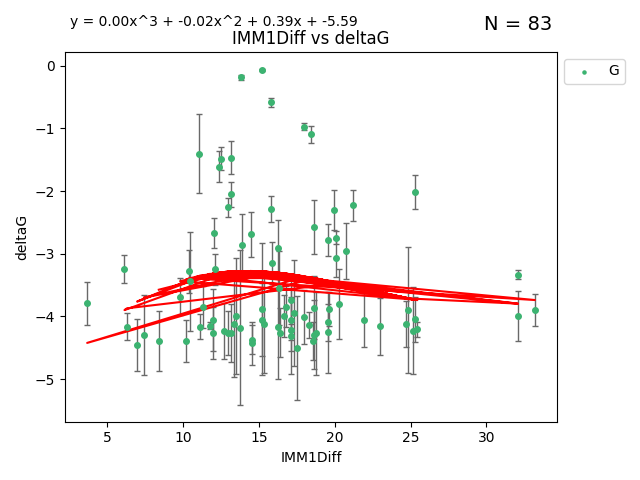 y = 0.00x^3 + -0.02x^2 + 0.39x + -5.59
N = 83
IMM1Diff vs deltaG
G
deltaG
0
−1
−2
−3
−4
−5
5 10 15 20 25 30
IMM1Diff